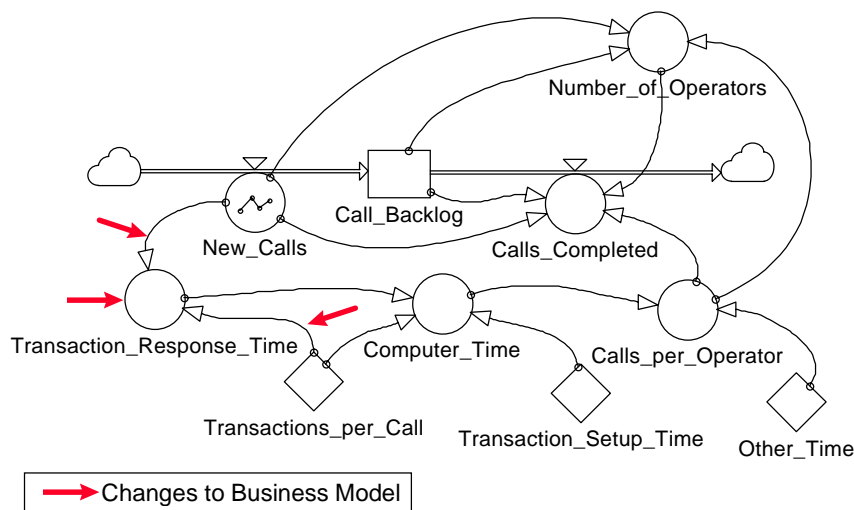 Number_of_Operators
Call_Backlog
New_Calls
Calls_Completed
Transaction_Response_Time
Computer_Time
Calls_per_Operator
Transactions_per_Call
Transaction_Setup_Time
Other_Time
Changes to Business Model